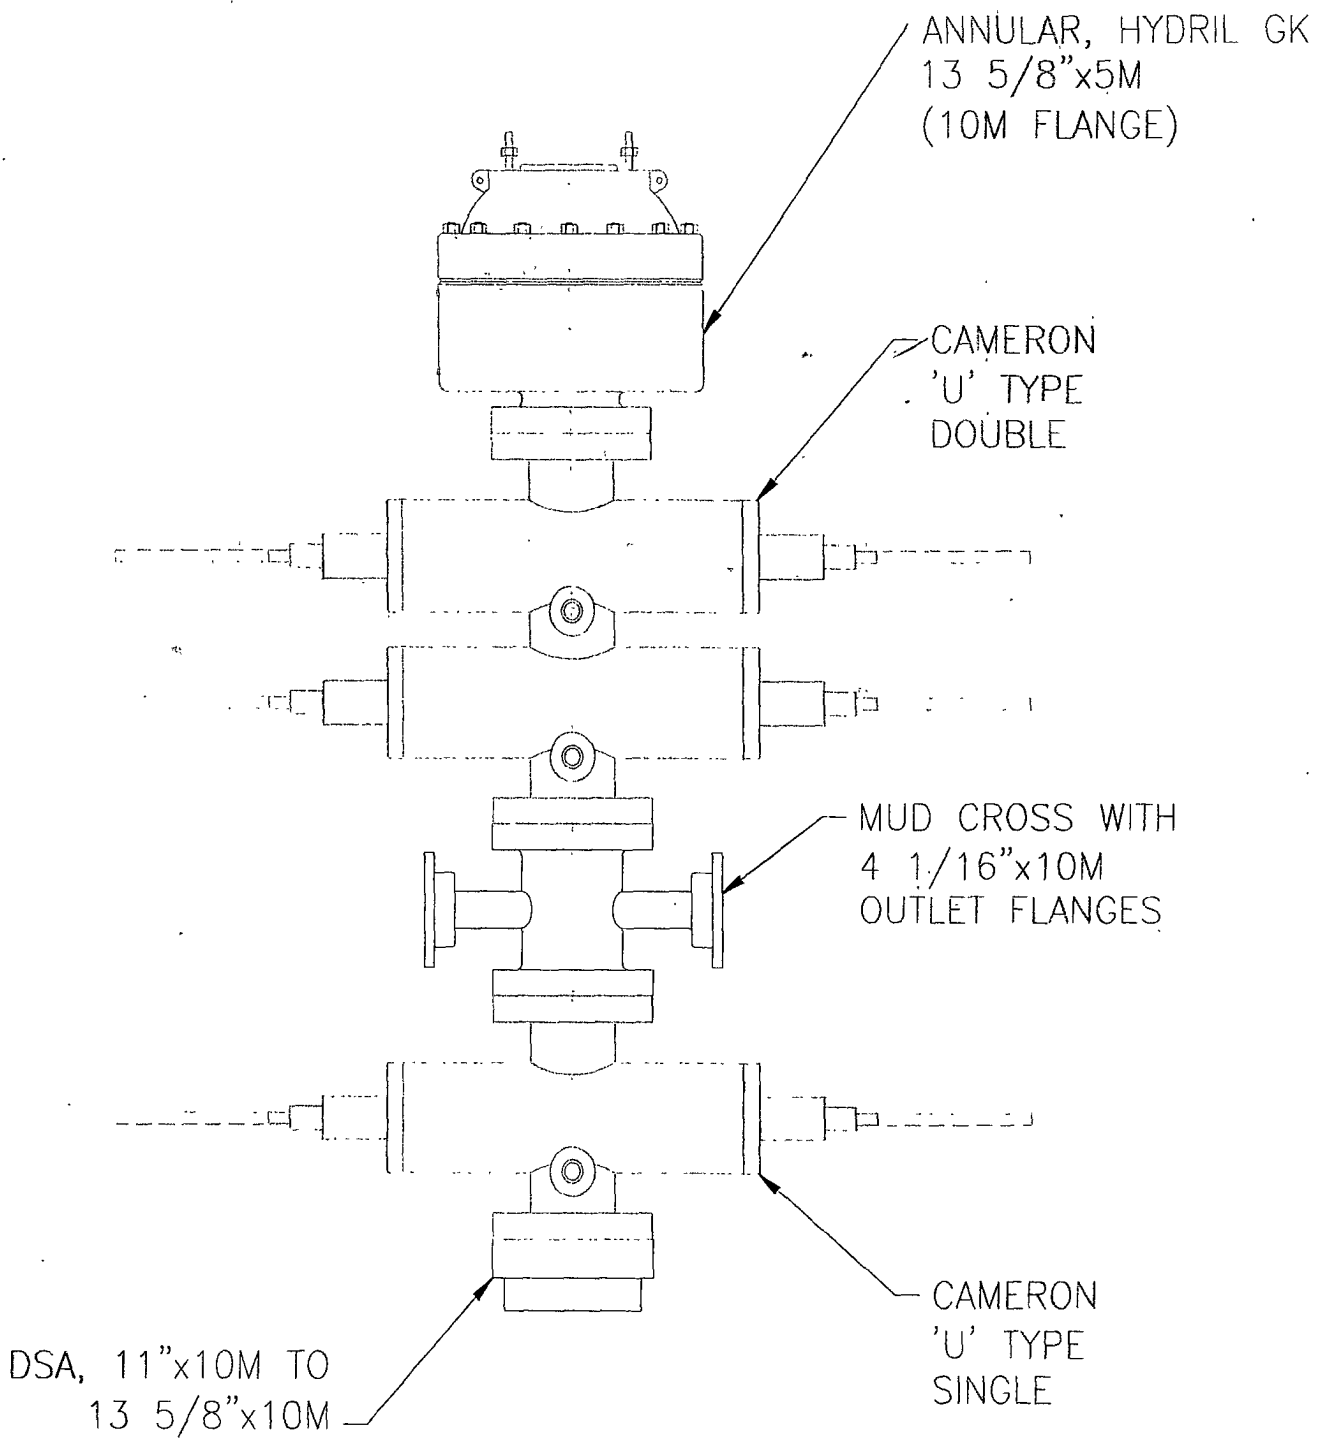 ANNULAR, HYDRIL GK
13 5/8"x5M
(10M FLANGE)
CAMERON
'U' TYPE
DOUBLE
MUD CROSS WITH
4 1/16"x10M
OUTLET FLANGES
CAMERON
'U' TYPE
SINGLE
DSA, 11"x10M TO
13 5/8"x10M